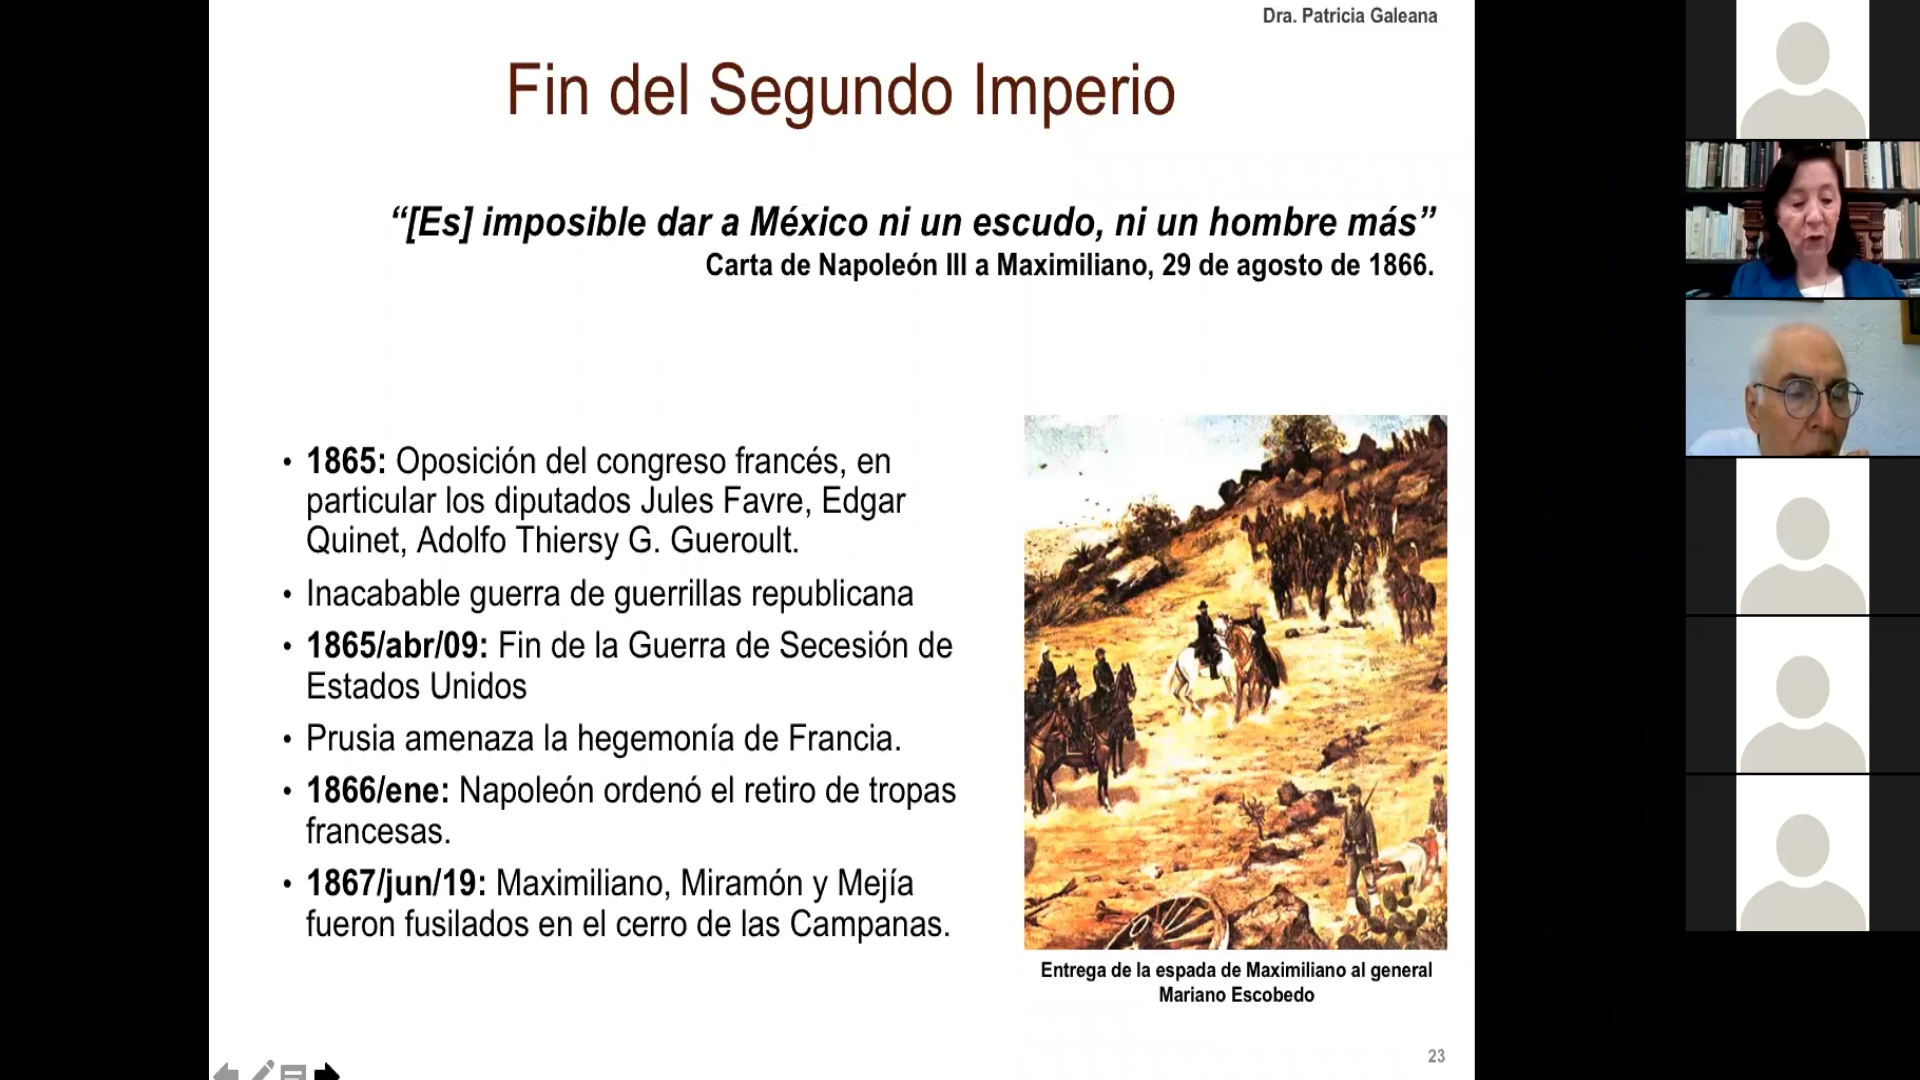 Dra. Patricia Galeana
Fin del Segundo Imperio
“[Es] imposible dar a México ni un escudo, ni un hombre más”
Carta de Napoleón III a Maximiliano, 29 de agosto de 1866.
• 1865: Oposición del congreso francés, en
particular los diputados Jules Favre, Edgar
Quinet, Adolfo Thiersy G. Gueroult.
• Inacabable guerra de guerrillas republicana
• 1865/abr/09: Fin de la Guerra de Secesión de
Estados Unidos
• Prusia amenaza la hegemonía de Francia.
• 1866/ene: Napoleón ordenó el retiro de tropas
francesas.
• 1867/jun/19: Maximiliano, Miramón y Mejía
fueron fusilados en el cerro de las Campanas.
Entrega de la espada de Maximiliano al general
Mariano Escobedo
23